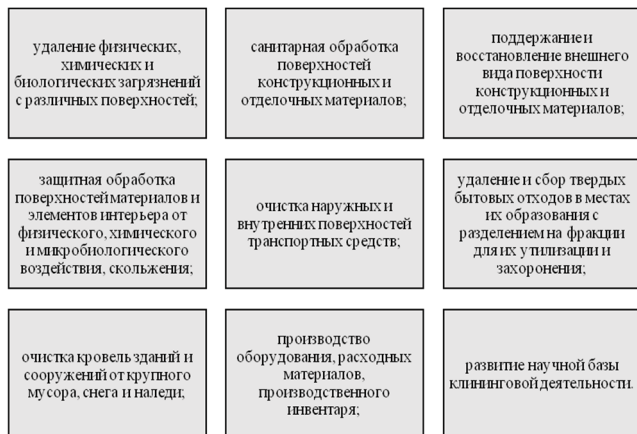 удаление физических,
химических и
биологических загрязнений
с различных поверхностей;
санитарная обработка
поверхностей
конструкционных и
отделочных материалов;
поддержание и
восстановление внешнего
вида поверхности
конструкционных и
отделочных материалов;
защитная обработка
поверхностей материалов и
элементов интерьера от
физического, химического
и микробиологического
воздействия, скольжения;
очистка наружных и
внутренних поверхностей
транспортных средств;
удаление и сбор твердых
бытовых отходов в местах
их образования с
разделением на фракции
для их утилизации и
захоронения;
очистка кровель зданий и
сооружений от крупного
мусора, снега и наледи;
производство
оборудования, расходных
материалов,
производственного
инвентаря;
развитие научной базы
клининговой деятельности.